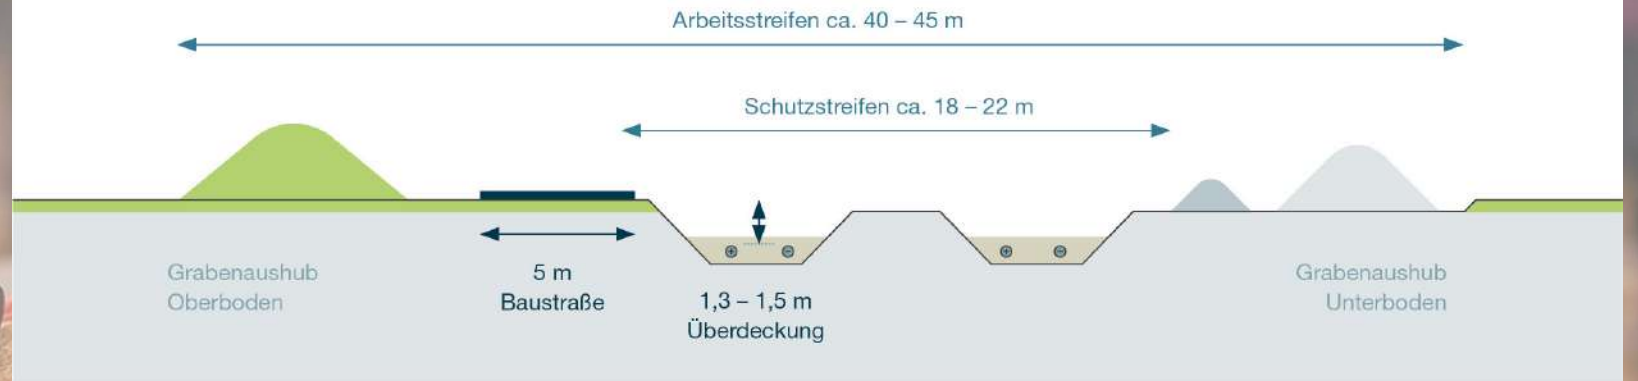 Arbeitsstreifen ca. 40 – 45 m
Schutzstreifen ca. 18 – 22 m
Grabenaushub
Oberboden
5 m
Baustraße
1,3 – 1,5 m
Überdeckung
+ −
+ −
Grabenaushub
Unterboden